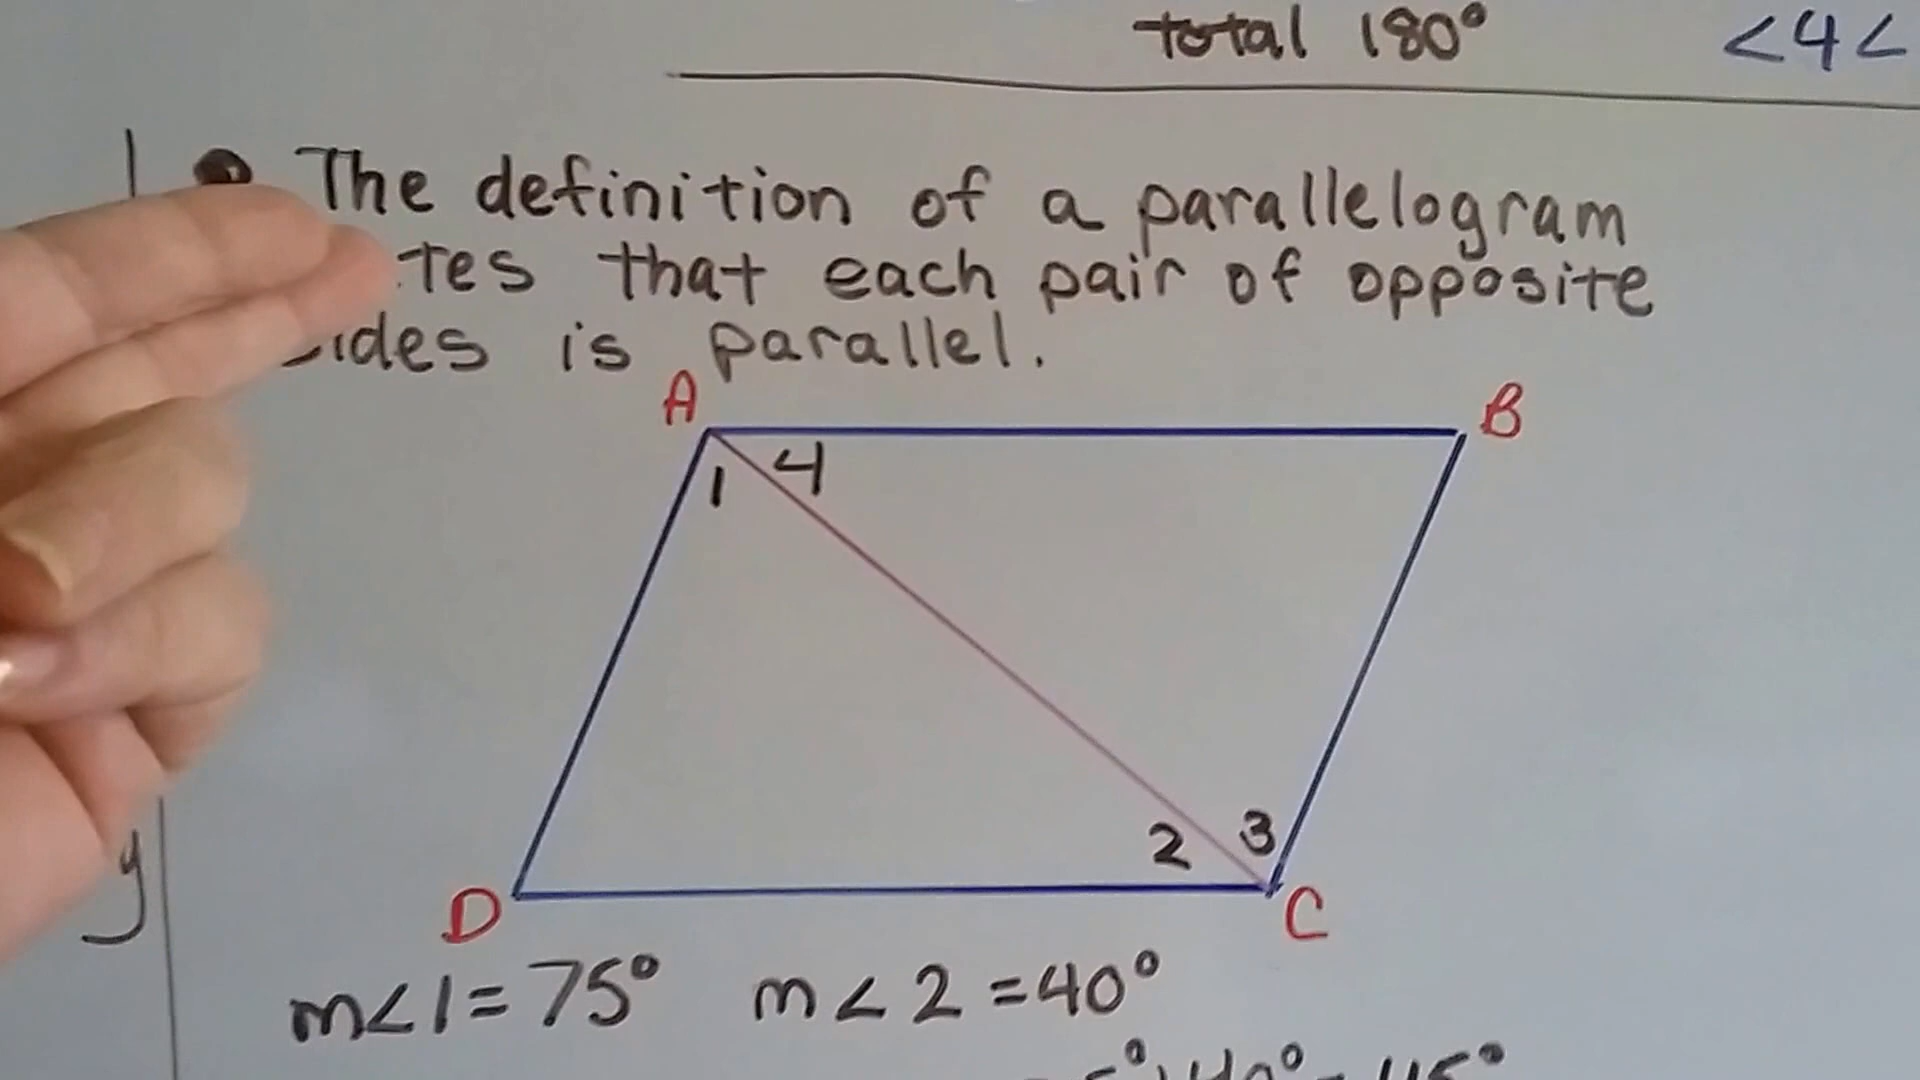 total 180°
<4<
The definition of a parallelogram
tes that each pair of opposite
ides is parallel.
A
B
1 4
2 3
D
C
y
m<1=75° m<2=40°